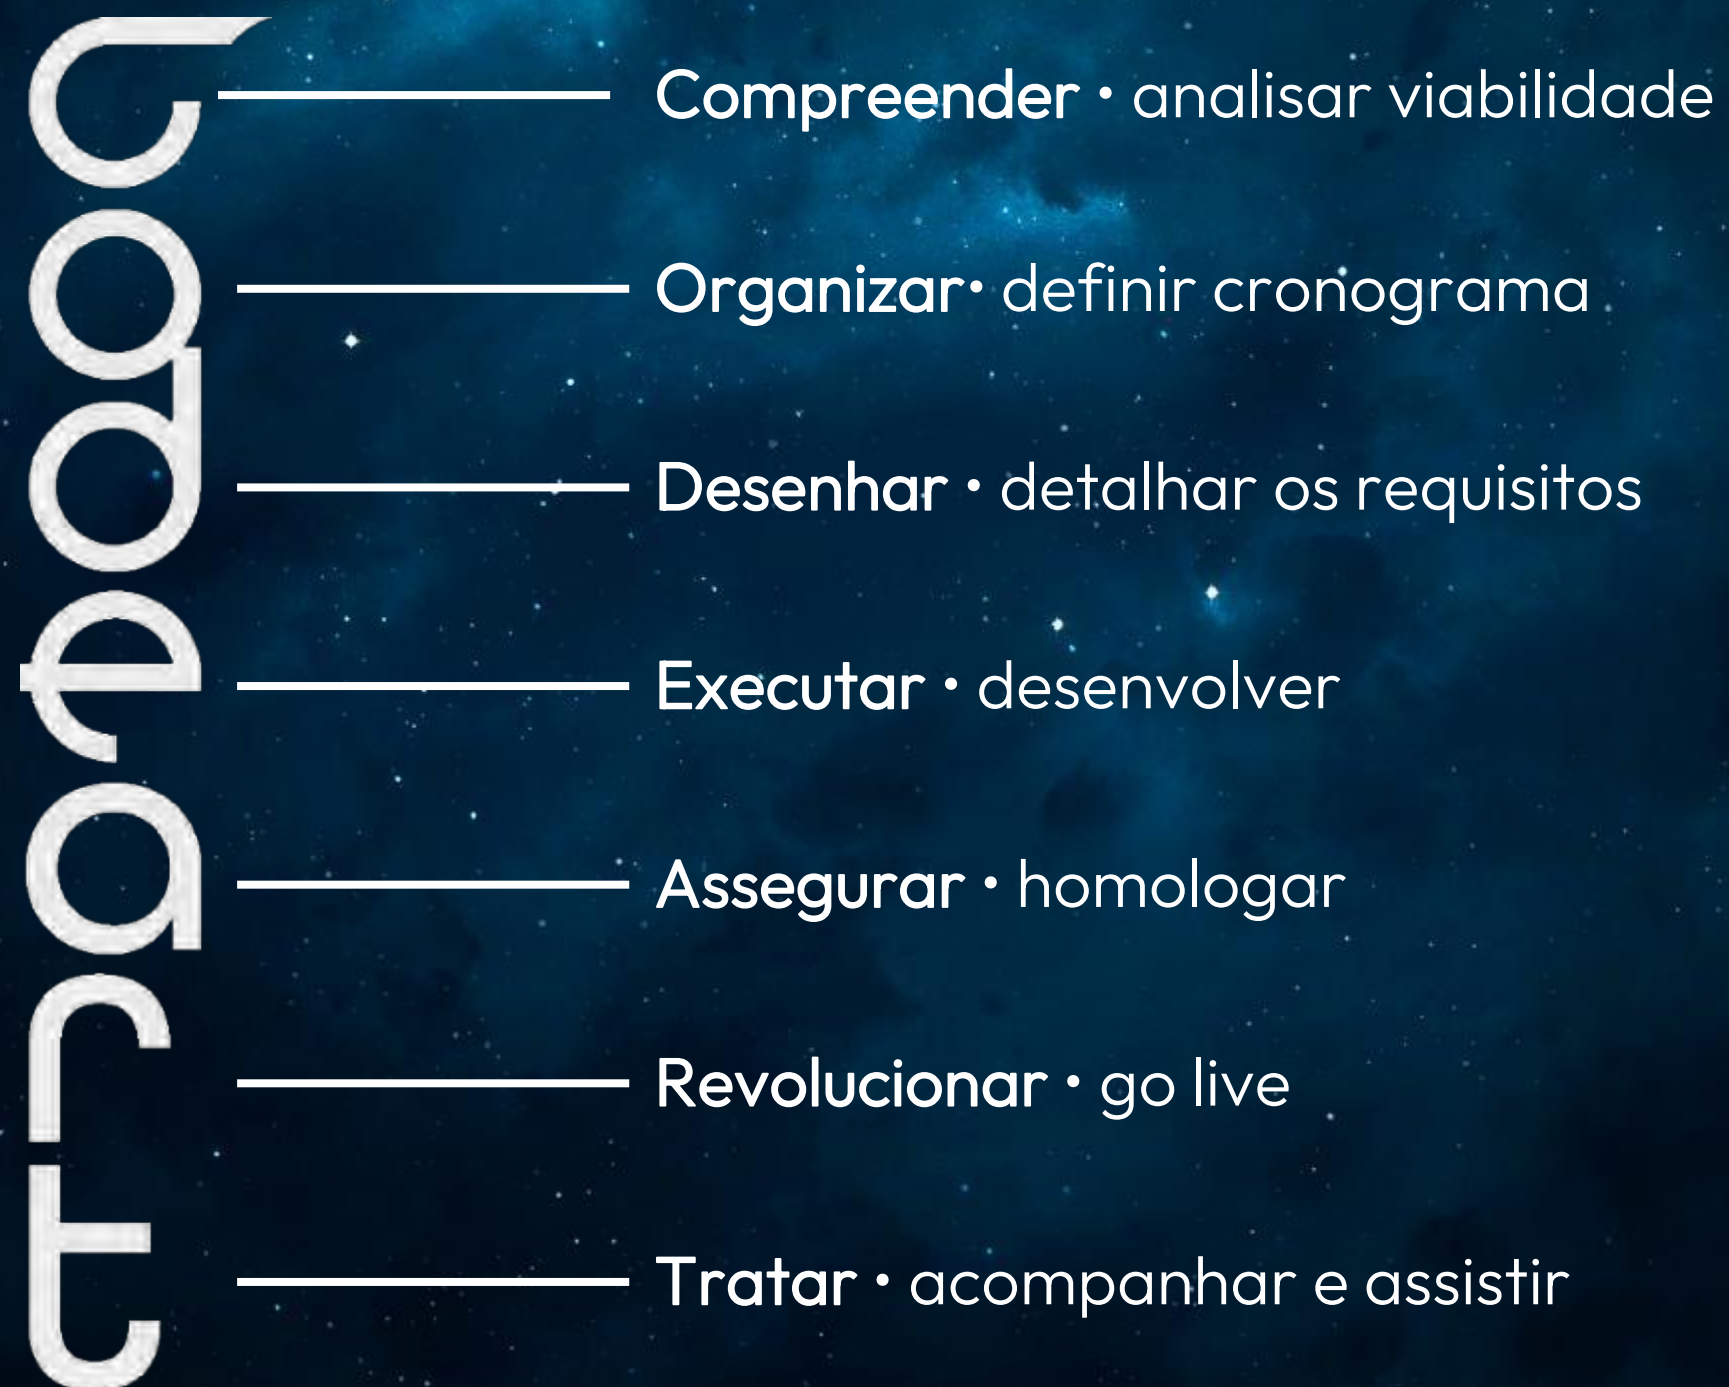 codeart
Compreender • analisar viabilidade
Organizar• definir cronograma
Desenhar • detalhar os requisitos
Executar • desenvolver
Assegurar • homologar
Revolucionar • go live
Tratar • acompanhar e assistir